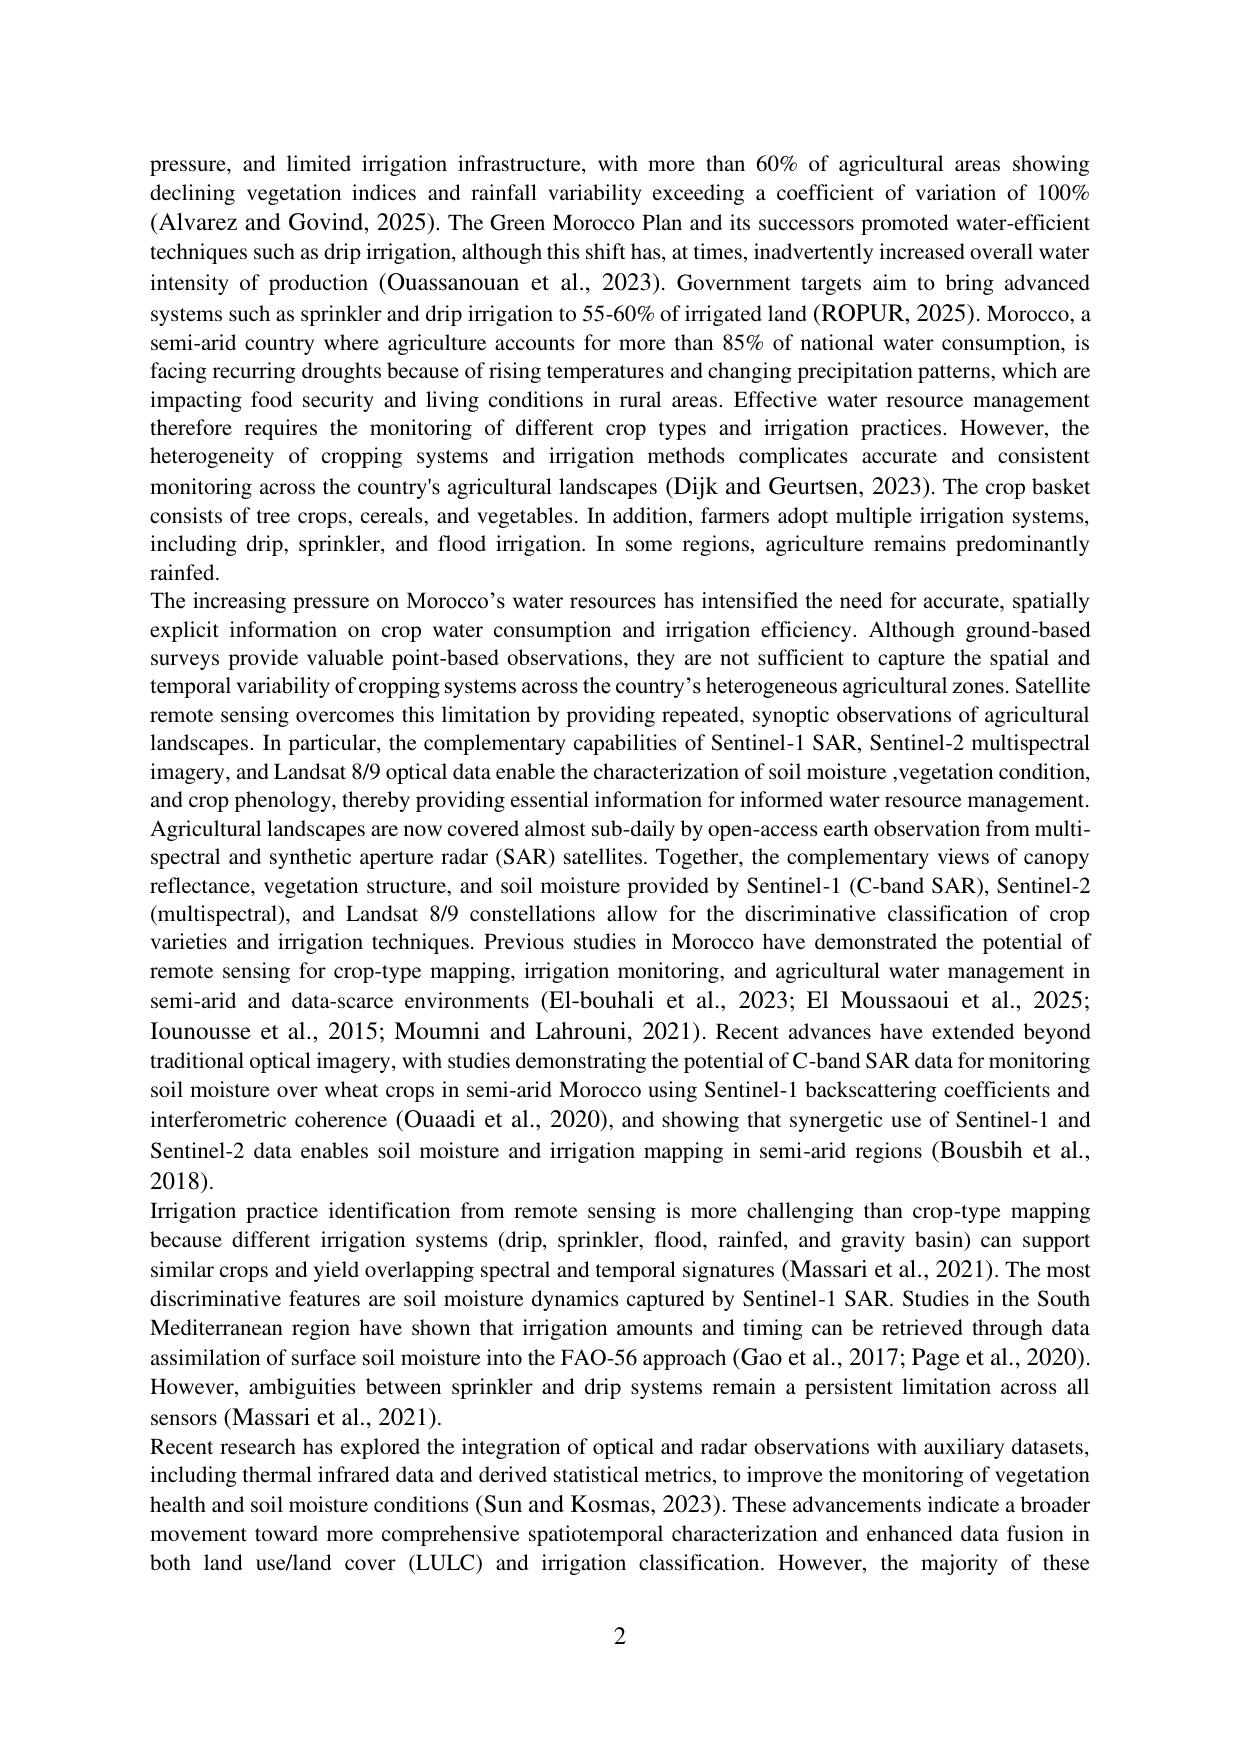 pressure, and limited irrigation infrastructure, with more than 60% of agricultural areas showing
declining vegetation indices and rainfall variability exceeding a coefficient of variation of 100%
(Alvarez and Govind, 2025). The Green Morocco Plan and its successors promoted water-efficient
techniques such as drip irrigation, although this shift has, at times, inadvertently increased overall water
intensity of production (Ouassanouan et al., 2023). Government targets aim to bring advanced
systems such as sprinkler and drip irrigation to 55-60% of irrigated land (ROPUR, 2025). Morocco, a
semi-arid country where agriculture accounts for more than 85% of national water consumption, is
facing recurring droughts because of rising temperatures and changing precipitation patterns, which are
impacting food security and living conditions in rural areas. Effective water resource management
therefore requires the monitoring of different crop types and irrigation practices. However, the
heterogeneity of cropping systems and irrigation methods complicates accurate and consistent
monitoring across the country's agricultural landscapes (Dijk and Geurtsen, 2023). The crop basket
consists of tree crops, cereals, and vegetables. In addition, farmers adopt multiple irrigation systems,
including drip, sprinkler, and flood irrigation. In some regions, agriculture remains predominantly
rainfed.
The increasing pressure on Morocco’s water resources has intensified the need for accurate, spatially
explicit information on crop water consumption and irrigation efficiency. Although ground-based
surveys provide valuable point-based observations, they are not sufficient to capture the spatial and
temporal variability of cropping systems across the country’s heterogeneous agricultural zones. Satellite
remote sensing overcomes this limitation by providing repeated, synoptic observations of agricultural
landscapes. In particular, the complementary capabilities of Sentinel-1 SAR, Sentinel-2 multispectral
imagery, and Landsat 8/9 optical data enable the characterization of soil moisture ,vegetation condition,
and crop phenology, thereby providing essential information for informed water resource management.
Agricultural landscapes are now covered almost sub-daily by open-access earth observation from multi-
spectral and synthetic aperture radar (SAR) satellites. Together, the complementary views of canopy
reflectance, vegetation structure, and soil moisture provided by Sentinel-1 (C-band SAR), Sentinel-2
(multispectral), and Landsat 8/9 constellations allow for the discriminative classification of crop
varieties and irrigation techniques. Previous studies in Morocco have demonstrated the potential of
remote sensing for crop-type mapping, irrigation monitoring, and agricultural water management in
semi-arid and data-scarce environments (El-bouhali et al., 2023; El Moussaoui et al., 2025;
Iounousse et al., 2015; Moumni and Lahrouni, 2021). Recent advances have extended beyond
traditional optical imagery, with studies demonstrating the potential of C-band SAR data for monitoring
soil moisture over wheat crops in semi-arid Morocco using Sentinel-1 backscattering coefficients and
interferometric coherence (Ouaadi et al., 2020), and showing that synergetic use of Sentinel-1 and
Sentinel-2 data enables soil moisture and irrigation mapping in semi-arid regions (Bousbih et al.,
2018).
Irrigation practice identification from remote sensing is more challenging than crop-type mapping
because different irrigation systems (drip, sprinkler, flood, rainfed, and gravity basin) can support
similar crops and yield overlapping spectral and temporal signatures (Massari et al., 2021). The most
discriminative features are soil moisture dynamics captured by Sentinel-1 SAR. Studies in the South
Mediterranean region have shown that irrigation amounts and timing can be retrieved through data
assimilation of surface soil moisture into the FAO-56 approach (Gao et al., 2017; Page et al., 2020).
However, ambiguities between sprinkler and drip systems remain a persistent limitation across all
sensors (Massari et al., 2021).
Recent research has explored the integration of optical and radar observations with auxiliary datasets,
including thermal infrared data and derived statistical metrics, to improve the monitoring of vegetation
health and soil moisture conditions (Sun and Kosmas, 2023). These advancements indicate a broader
movement toward more comprehensive spatiotemporal characterization and enhanced data fusion in
both land use/land cover (LULC) and irrigation classification. However, the majority of these
2